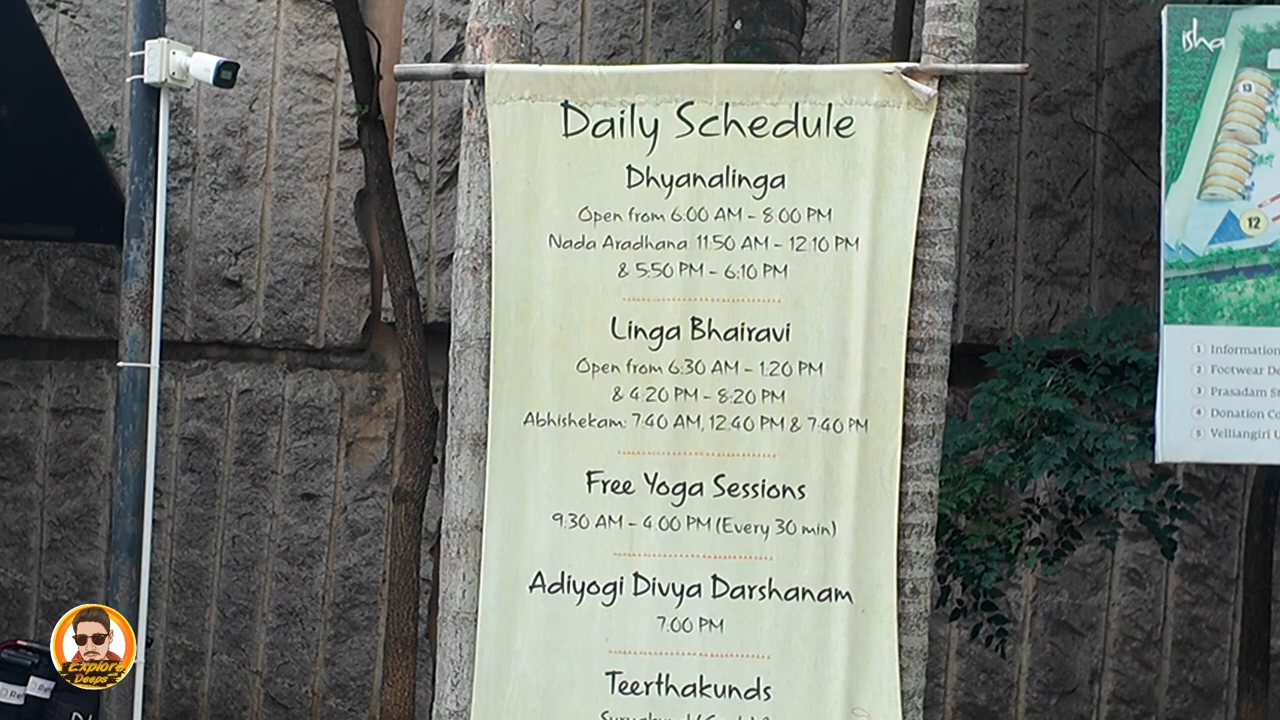 Daily Schedule
Dhyanalinga
Open from 6:00 AM - 8:00 PM
Nada Aradhana 11:50 AM - 12:10 PM
& 5:50 PM - 6:10 PM
Linga Bhairavi
Open from 6:30 AM - 1:20 PM
& 4:20 PM - 8:20 PM
Abhishekam: 7:40 AM, 12:40 PM & 7:40 PM
Free Yoga Sessions
9.30 AM - 4:00 PM (Every 30 min)
Adiyogi Divya Darshanam
7:00 PM
Teerthakunds
isha
13
12
1 Information
2 Footwear De
3 Prasadam St
4 Donation Co
5 Velliangiri U
Explore
Deeps